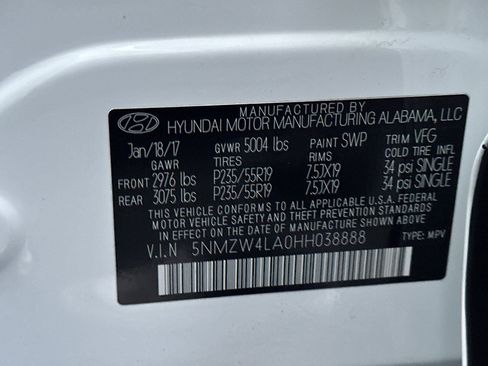 MANUFACTURED BY
HYUNDAI MOTOR MANUFACTURING ALABAMA, LLC
Jan/18/17 GVWR 5004 lbs PAINT SWP TRIM VFG
GAWR TIRES RIMS COLD TIRE INFL
FRONT 2976 lbs P235/55R19 7.5JX19 34 psi SINGLE
REAR 3075 lbs P235/55R19 7.5JX19 34 psi SINGLE
THIS VEHICLE CONFORMS TO ALL APPLICABLE U.S.A. FEDERAL
MOTOR VEHICLE SAFETY AND THEFT PREVENTION STANDARDS
IN EFFECT ON THE DATE OF MANUFACTURE SHOWN ABOVE.
V.I.N 5NMZW4LA0HH038888 TYPE: MPV